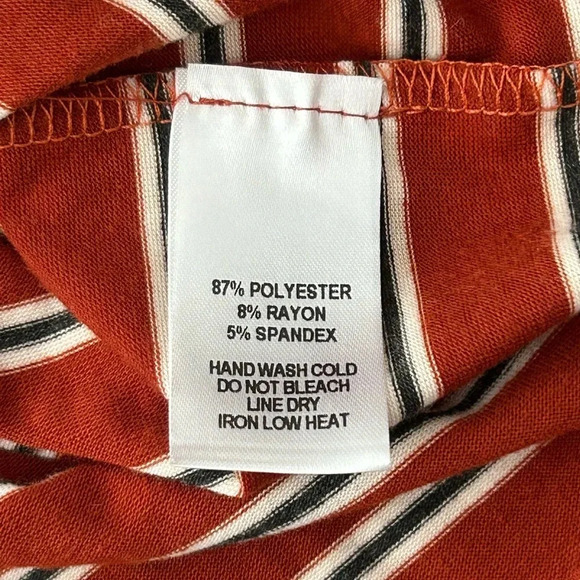 87% POLYESTER
8% RAYON
5% SPANDEX
HAND WASH COLD
DO NOT BLEACH
LINE DRY
IRON LOW HEAT